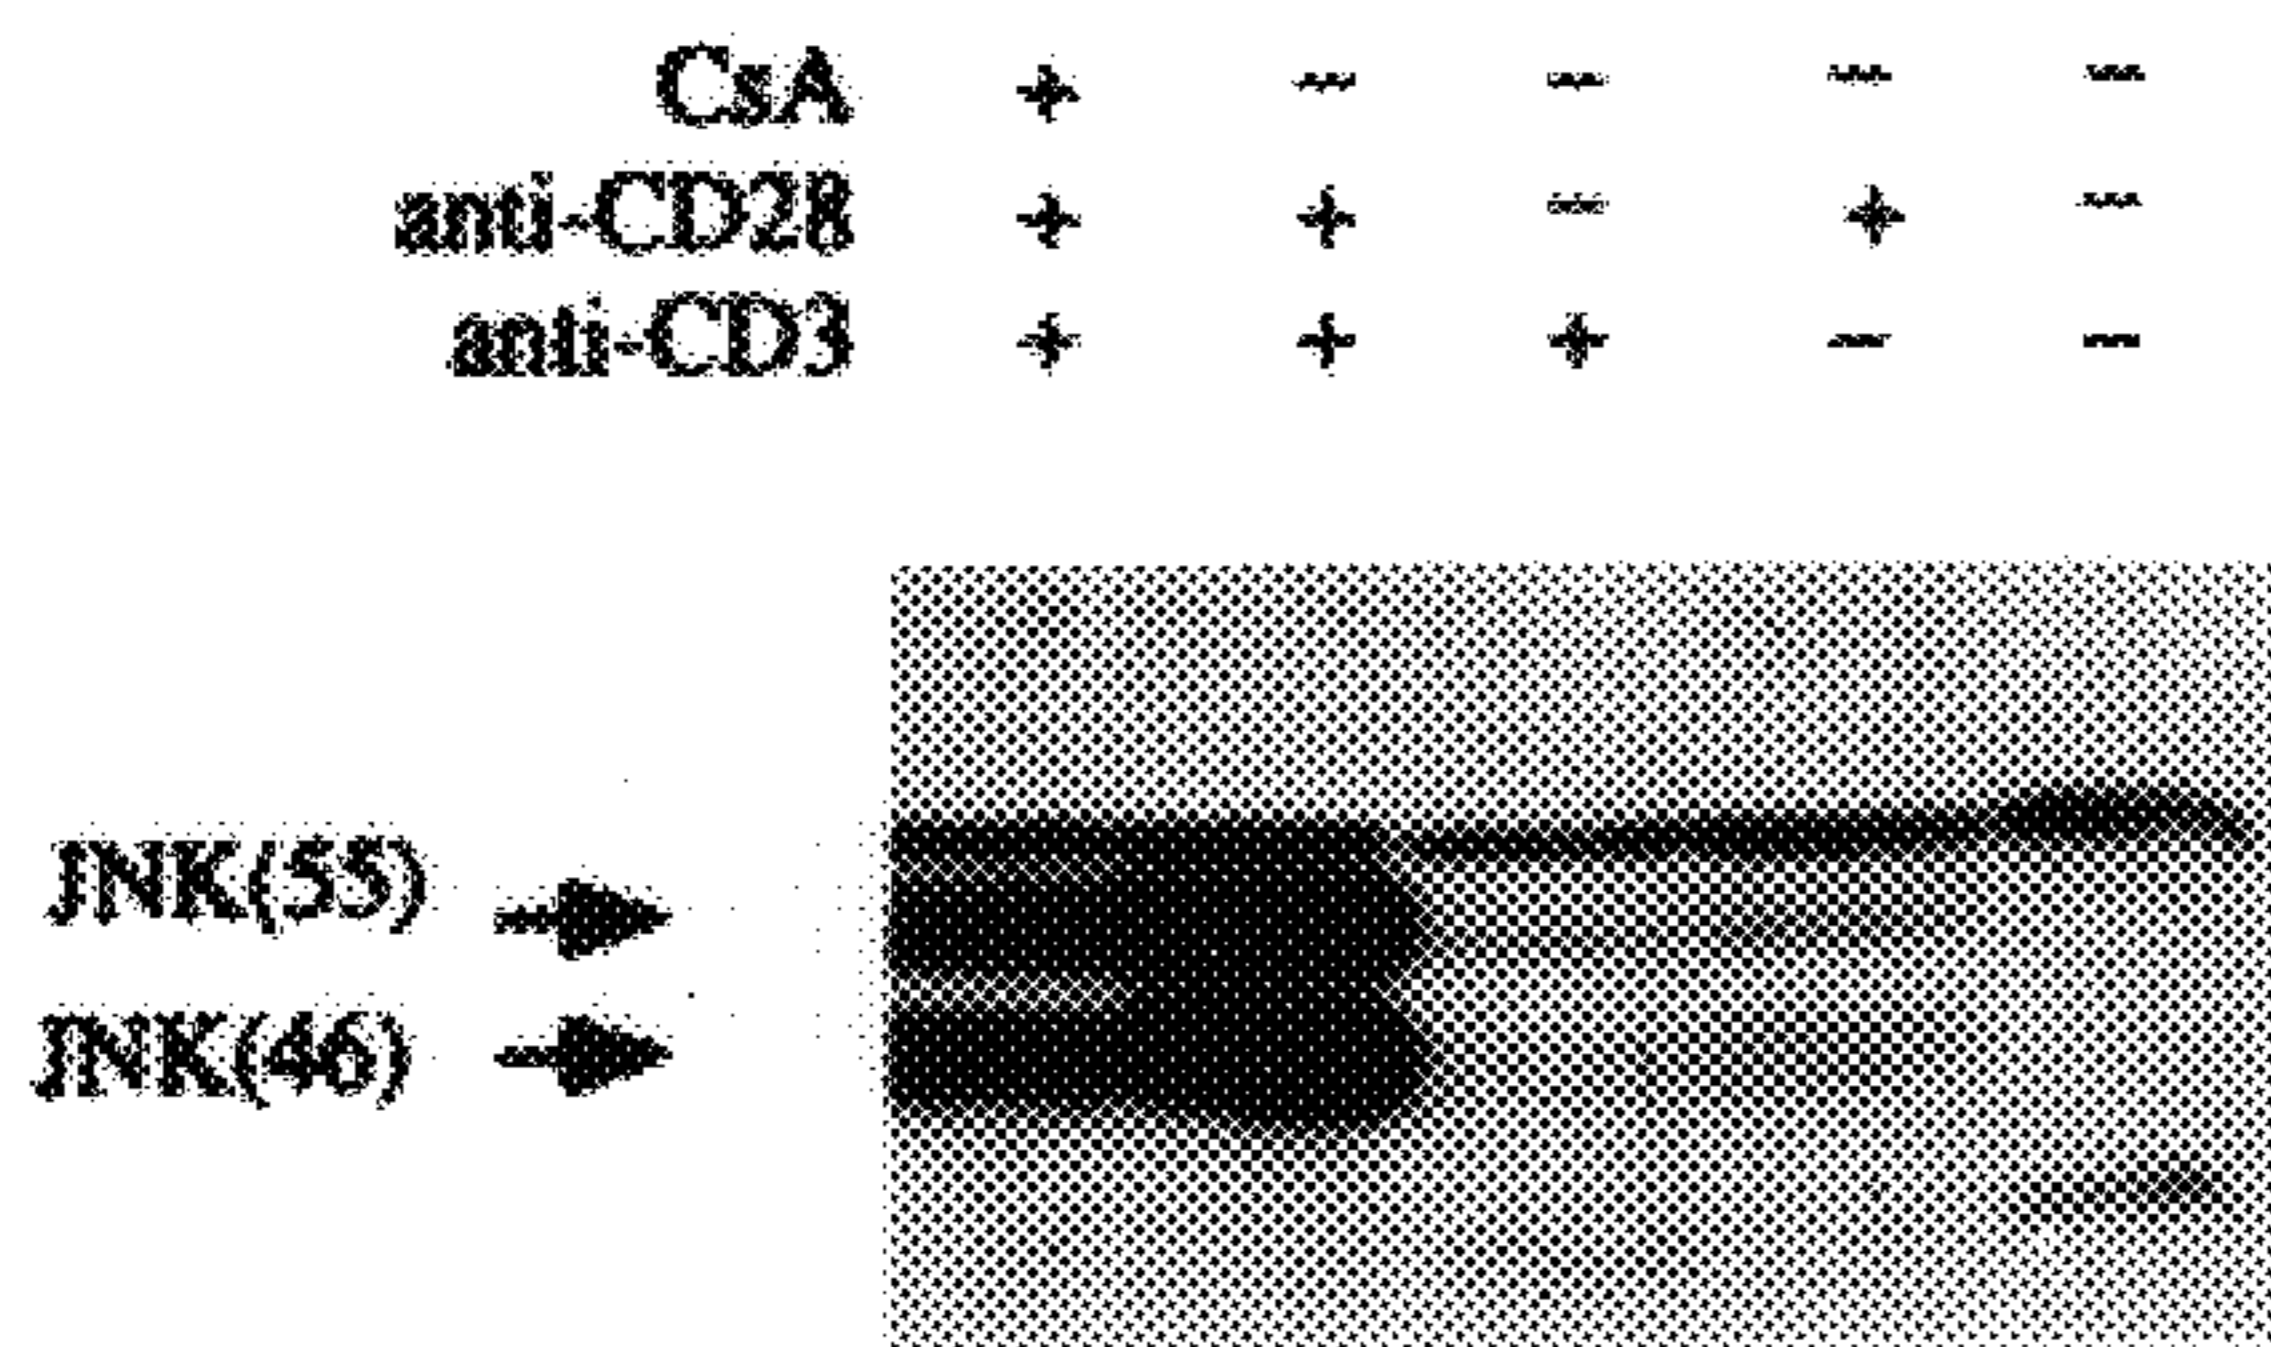 CsA + - - - -
anti-CD28 + + - + -
anti-CD3 + + + - -
JNK(55)
JNK(46)